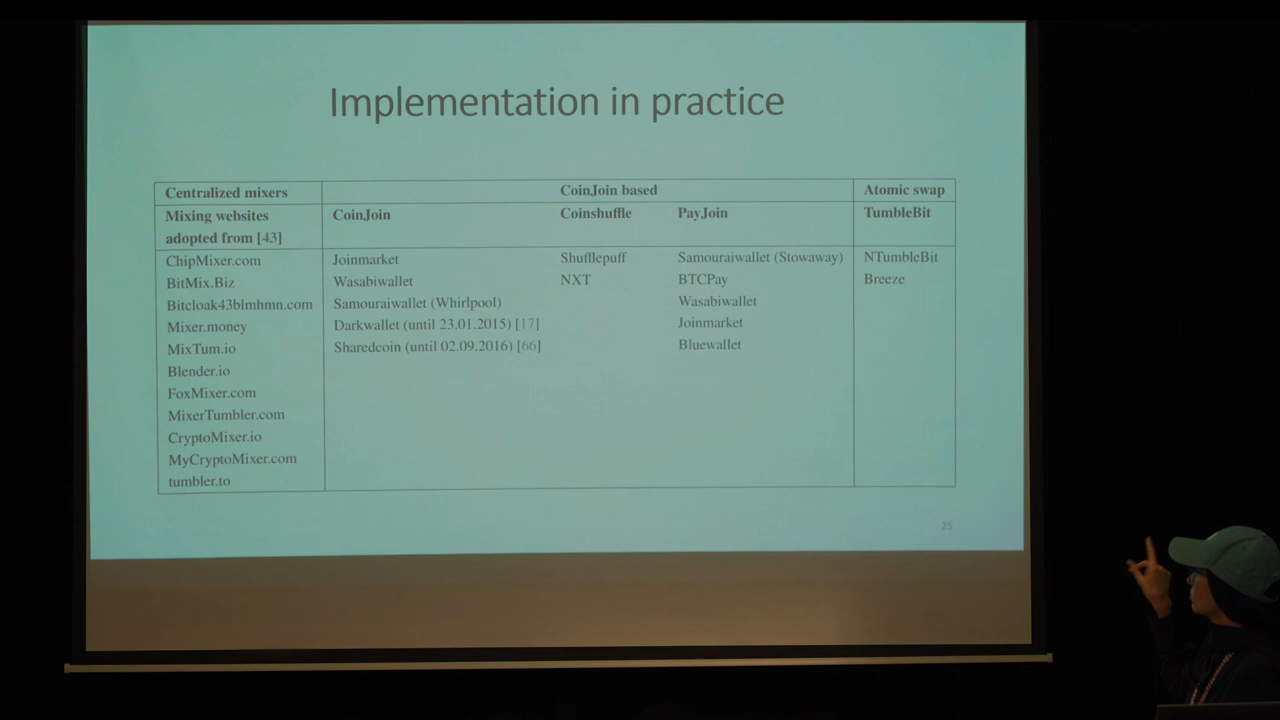 Implementation in practice
Centralized mixers CoinJoin based Atomic swap
Mixing websites CoinJoin Coinshuffle PayJoin TumbleBit
adopted from [43]
ChipMixer.com Joinmarket Shufflepuff Samouraiwallet (Stowaway) NTumbleBit
BitMix.Biz Wasabiwallet NXT BTCPay Breeze
Bitcloak43blmhmn.com Samouraiwallet (Whirlpool) Wasabiwallet
Mixer.money Darkwallet (until 23.01.2015) [17] Joinmarket
MixTum.io Sharedcoin (until 02.09.2016) [66] Bluewallet
Blender.io
FoxMixer.com
MixerTumbler.com
CryptoMixer.io
MyCryptoMixer.com
tumbler.to
25